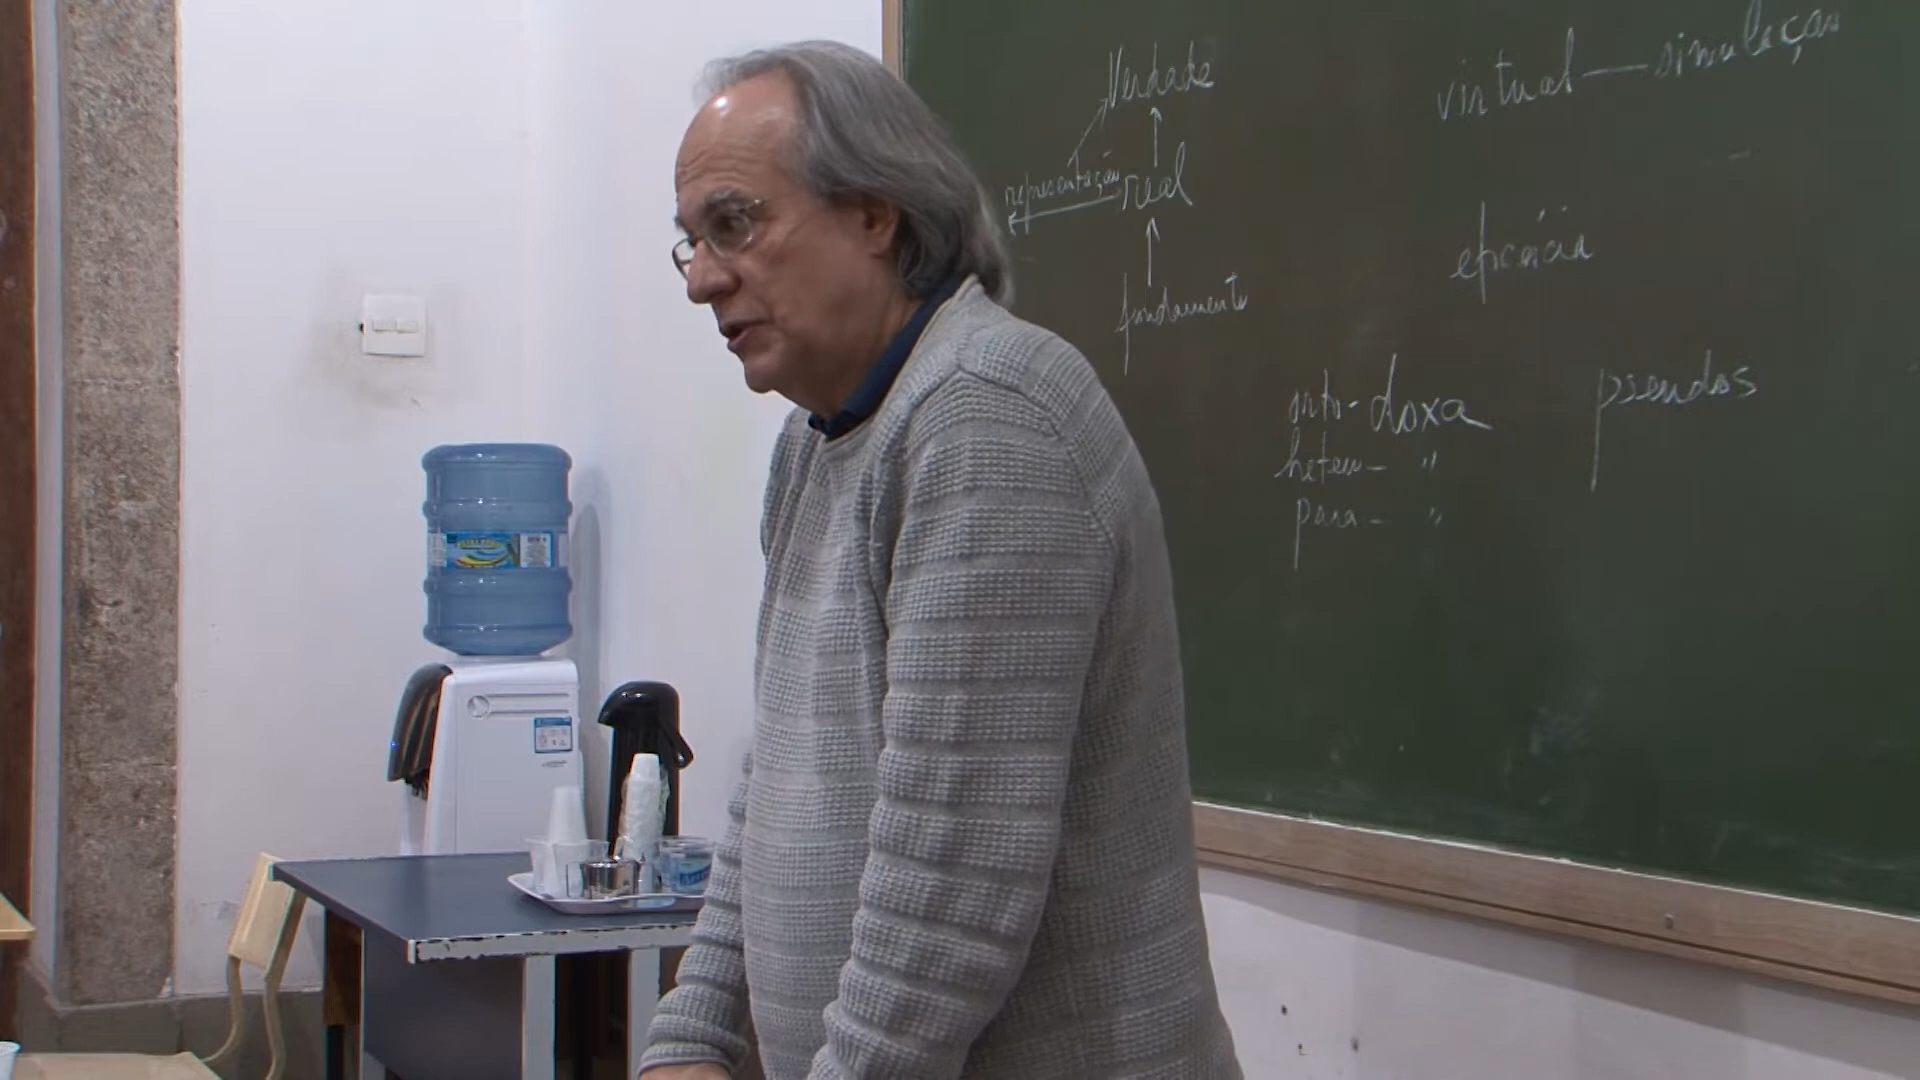 Verdade
representação real
fundamento
virtual — simulação
eficácia
orto-doxa
hetero- "
para- "
pseudos